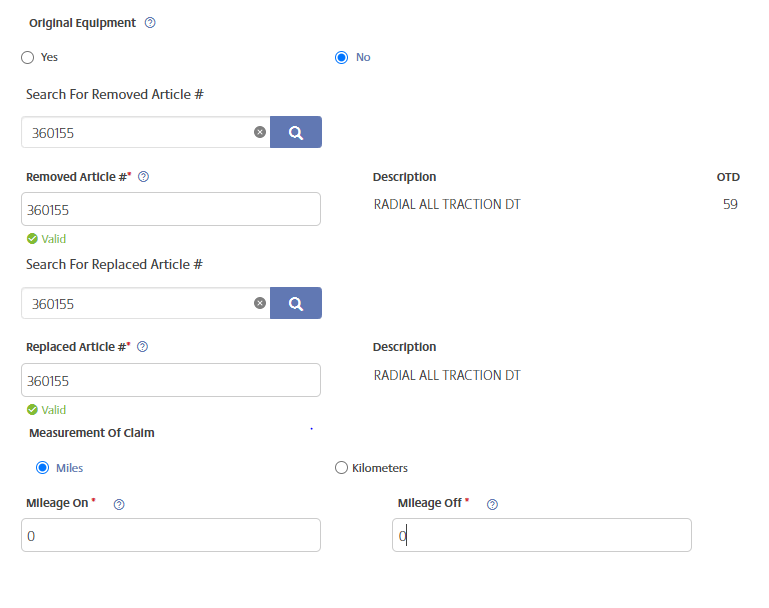 Original Equipment
Yes No
Search For Removed Article #
360155
Removed Article #* Description OTD
360155 RADIAL ALL TRACTION DT 59
Valid
Search For Replaced Article #
360155
Replaced Article #* Description
360155 RADIAL ALL TRACTION DT
Valid
Measurement Of Claim
Miles Kilometers
Mileage On * Mileage Off *
0 0